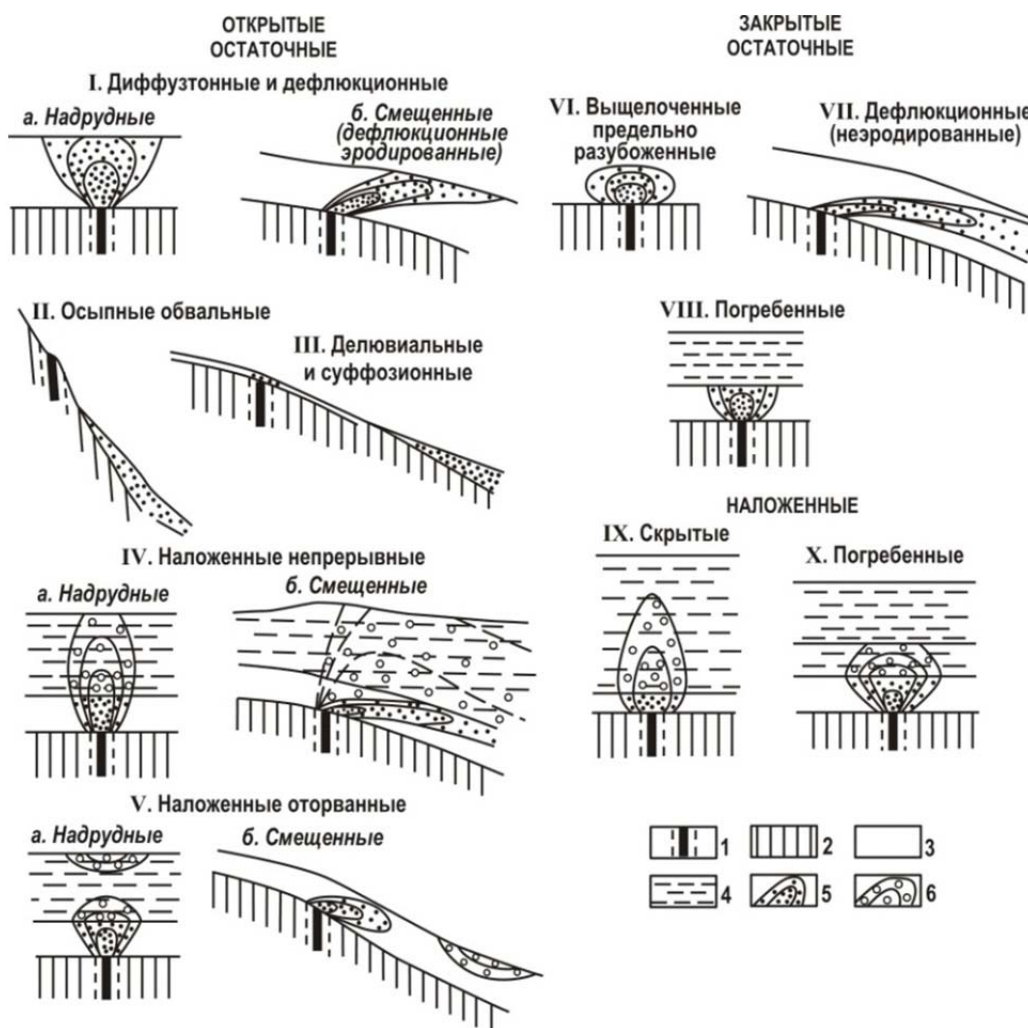 ОТКРЫТЫЕ
ОСТАТОЧНЫЕ
I. Диффузтонные и дефлюкционные
а. Надрудные
б. Смещенные
(дефлюкционные
эродированные)
II. Осыпные обвальные
III. Делювиальные
и суффозионные
IV. Наложенные непрерывные
а. Надрудные
б. Смещенные
V. Наложенные оторванные
а. Надрудные
б. Смещенные
ЗАКРЫТЫЕ
ОСТАТОЧНЫЕ
VI. Выщелоченные
предельно
разубоженные
VII. Дефлюкционные
(неэродированные)
VIII. Погребенные
НАЛОЖЕННЫЕ
IX. Скрытые
X. Погребенные
1
2
3
4
5
6